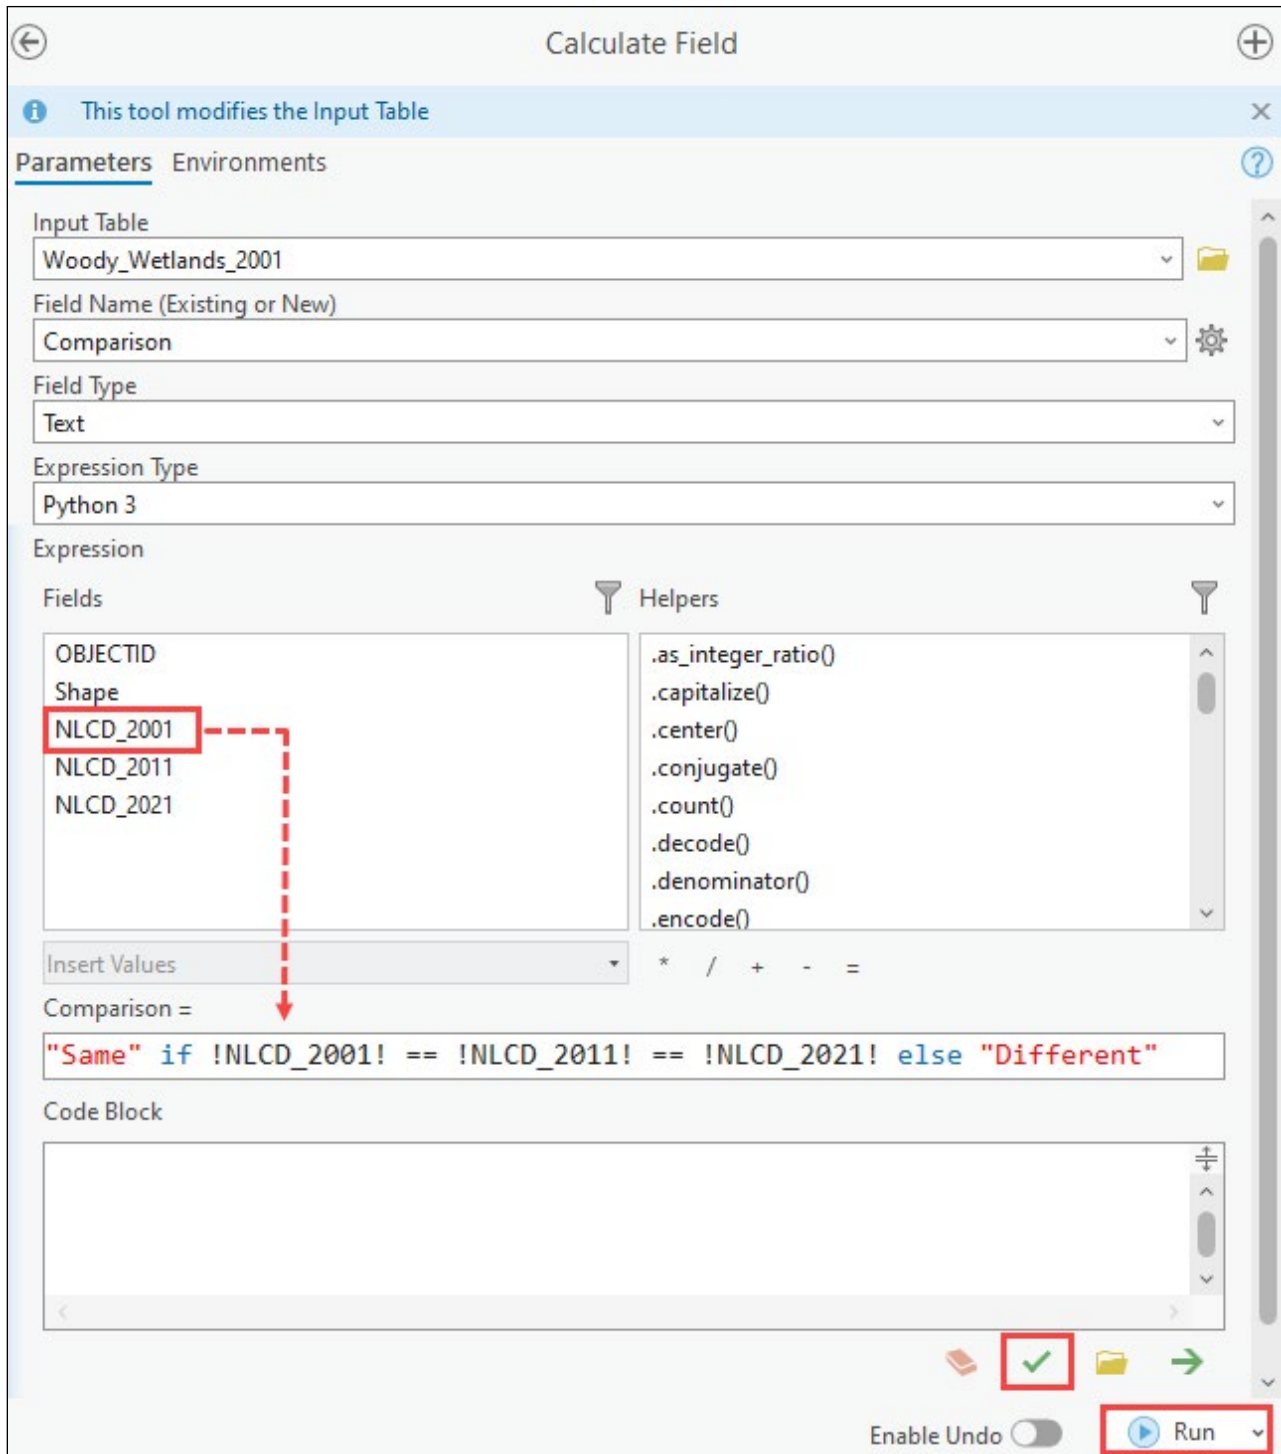 Calculate Field
This tool modifies the Input Table
Parameters Environments
Input Table
Woody_Wetlands_2001
Field Name (Existing or New)
Comparison
Field Type
Text
Expression Type
Python 3
Expression
Fields
OBJECTID
Shape
NLCD_2001
NLCD_2011
NLCD_2021
Helpers
.as_integer_ratio()
.capitalize()
.center()
.conjugate()
.count()
.decode()
.denominator()
.encode()
Insert Values
* / + - =
Comparison =
"Same" if !NLCD_2001! == !NLCD_2011! == !NLCD_2021! else "Different"
Code Block
Enable Undo
Run